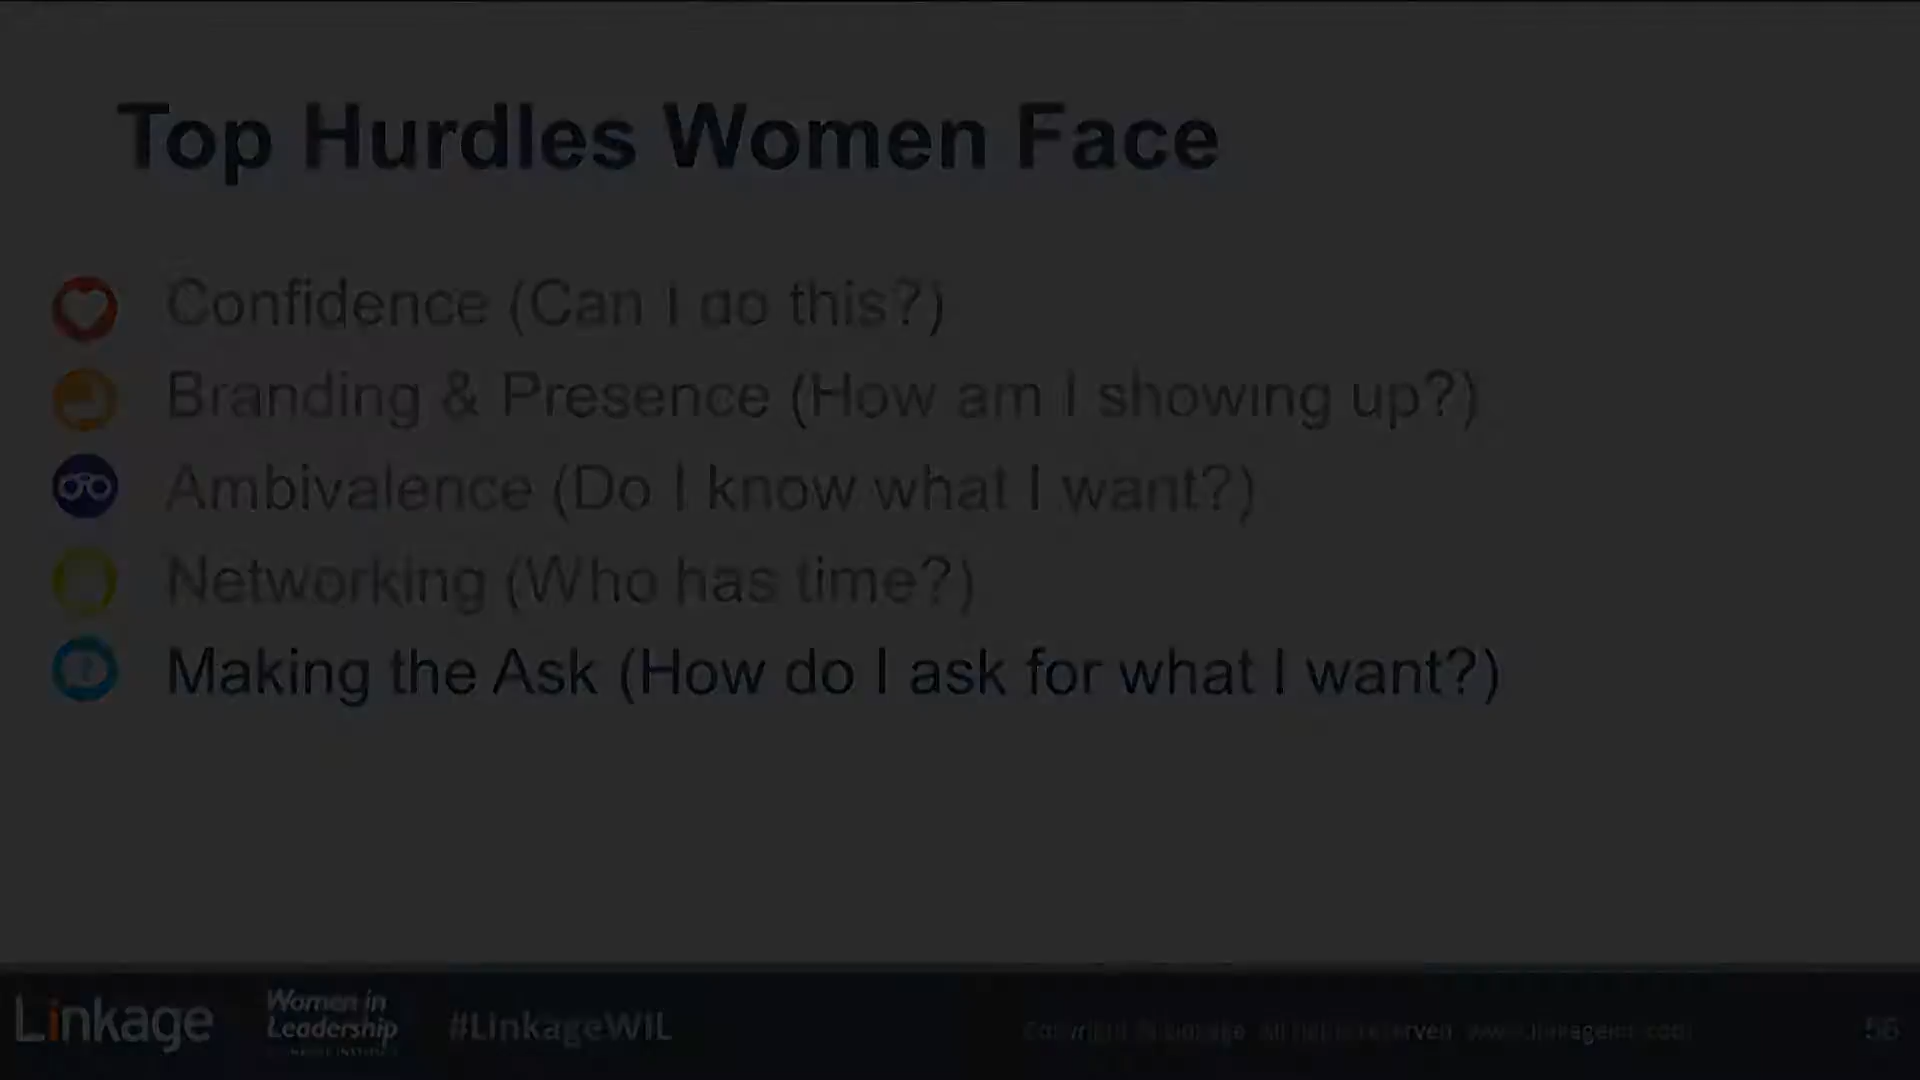 Top Hurdles Women Face
Confidence (Can I do this?)
Branding & Presence (How am I showing up?)
Ambivalence (Do I know what I want?)
Networking (Who has time?)
Making the Ask (How do I ask for what I want?)
Linkage
Women in
Leadership
#LinkageWIL
56